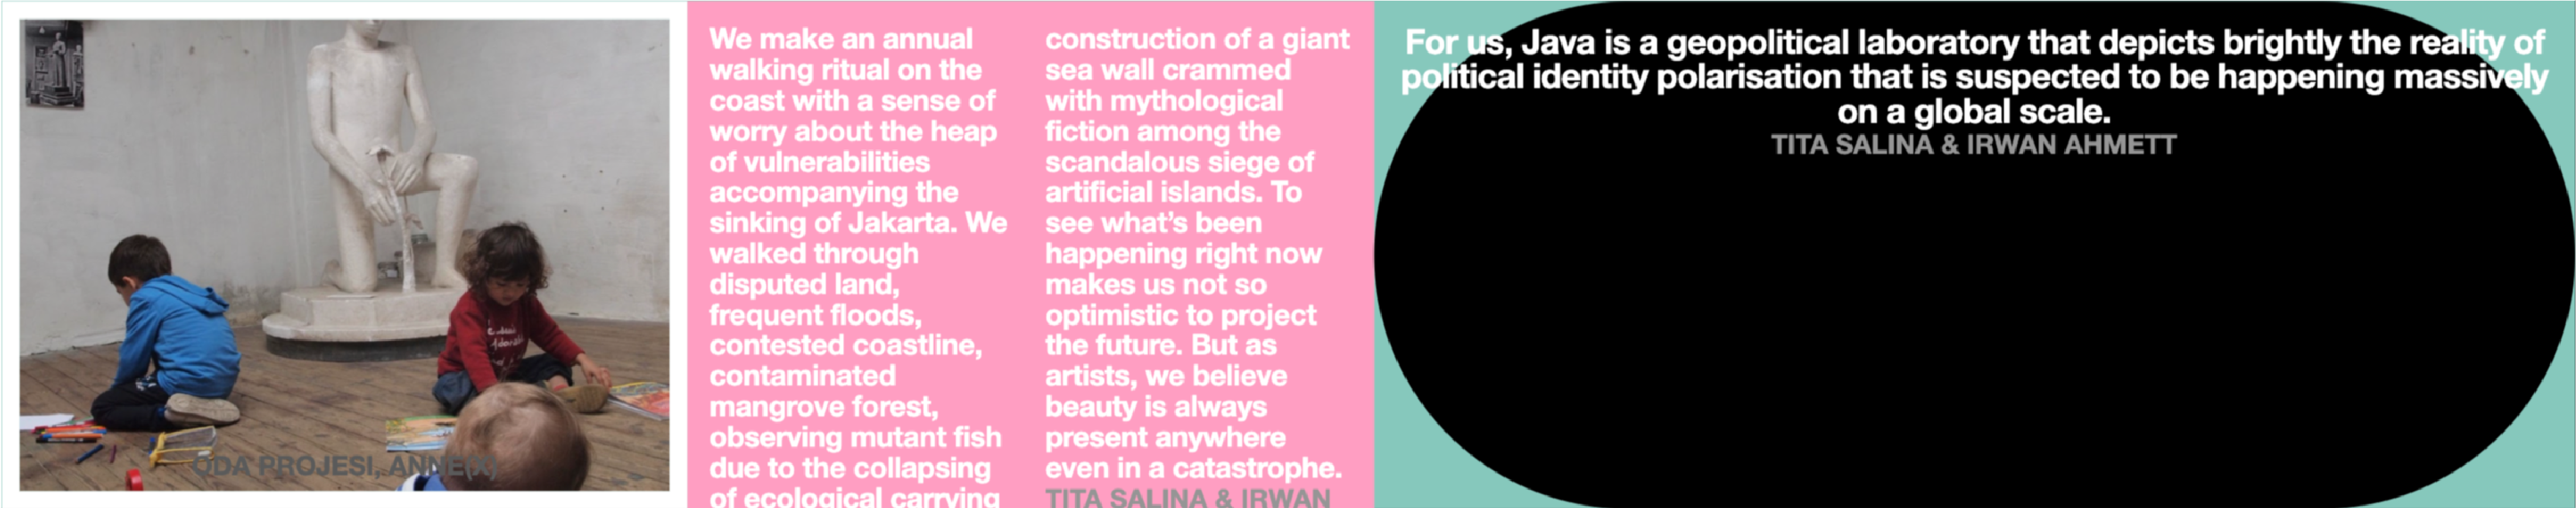 ODA PROJESI, ANNE(X)
We make an annual
walking ritual on the
coast with a sense of
worry about the heap
of vulnerabilities
accompanying the
sinking of Jakarta. We
walked through
disputed land,
frequent floods,
contested coastline,
contaminated
mangrove forest,
observing mutant fish
due to the collapsing
of ecological carrying
construction of a giant
sea wall crammed
with mythological
fiction among the
scandalous siege of
artificial islands. To
see what’s been
happening right now
makes us not so
optimistic to project
the future. But as
artists, we believe
beauty is always
present anywhere
even in a catastrophe.
TITA SALINA & IRWAN
For us, Java is a geopolitical laboratory that depicts brightly the reality of
political identity polarisation that is suspected to be happening massively
on a global scale.
TITA SALINA & IRWAN AHMETT